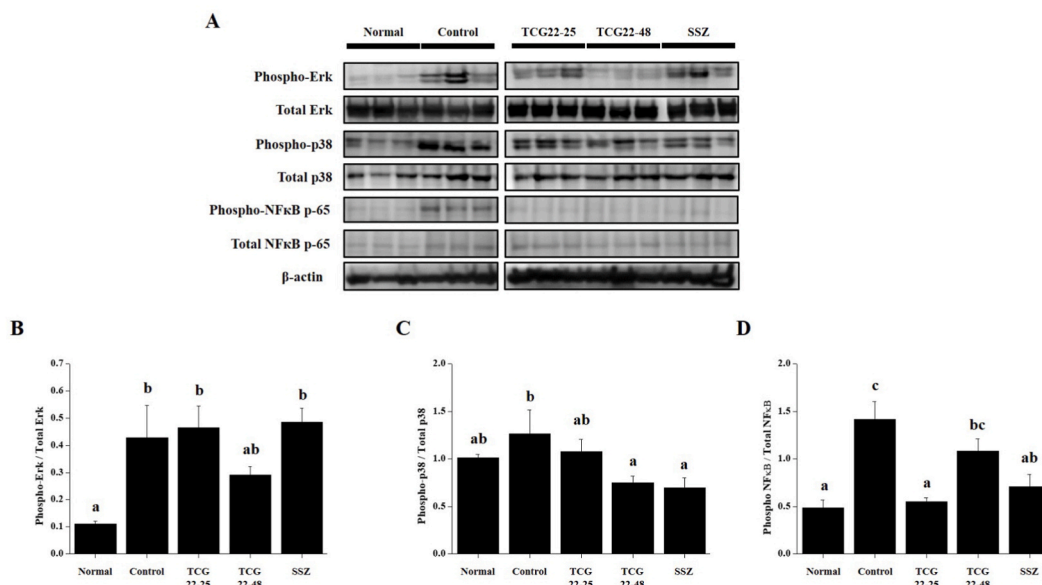 A
Normal Control TCG22-25 TCG22-48 SSZ
Phospho-Erk
Total Erk
Phospho-p38
Total p38
Phospho-NFκB p-65
Total NFκB p-65
β-actin
B
Phospho-Erk / Total Erk
0.7
0.6
0.5
0.4
0.3
0.2
0.1
0.0
a b b ab b
Normal Control TCG 22-25 TCG 22-48 SSZ
C
Phospho-p38 / Total p38
2.0
1.5
1.0
0.5
0.0
ab b ab a a
Normal Control TCG 22-25 TCG 22-48 SSZ
D
Phospho NFκB / Total NFκB
2.0
1.5
1.0
0.5
0.0
a c a bc ab
Normal Control TCG 22-25 TCG 22-48 SSZ